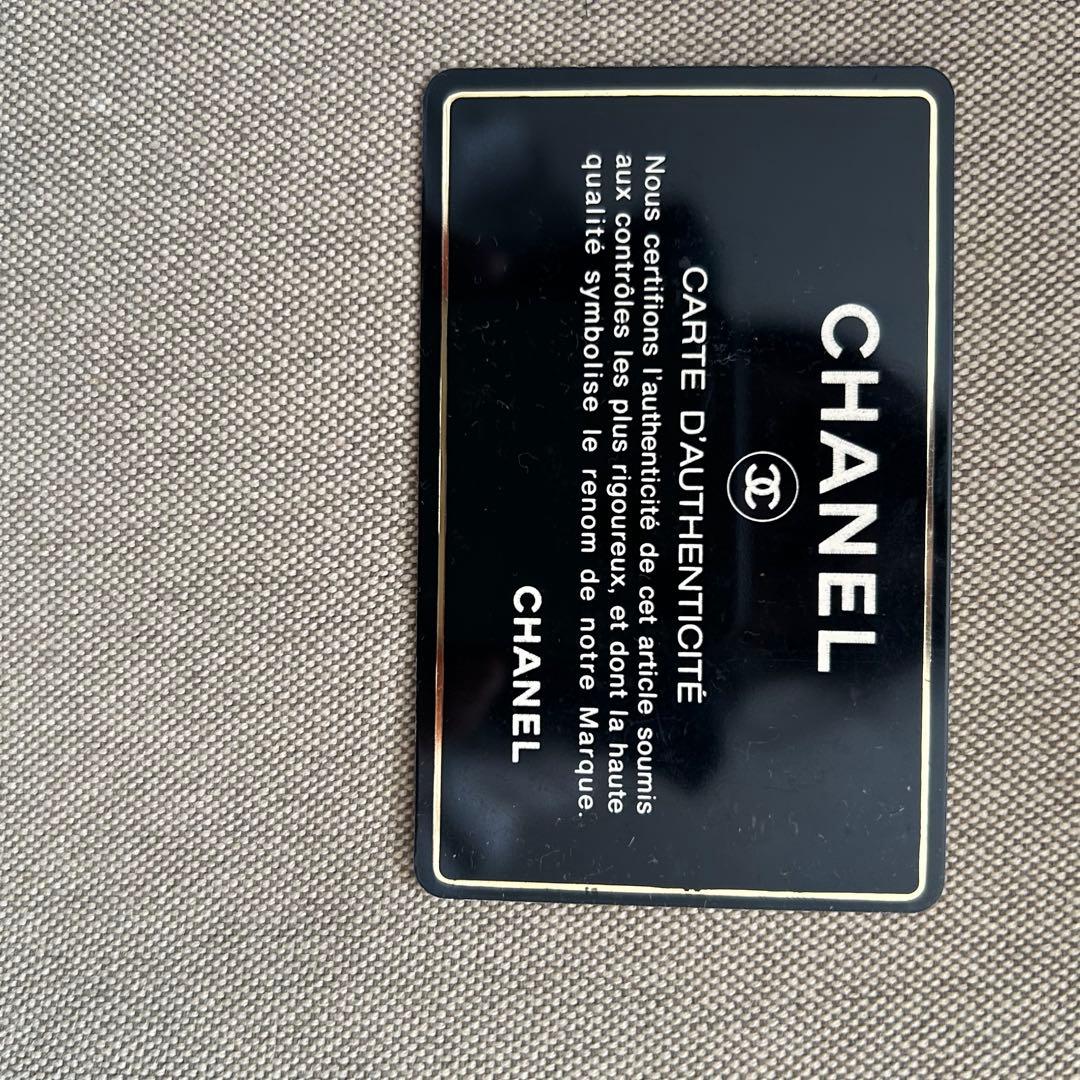 CHANEL
CARTE D'AUTHENTICITÉ
Nous certifions l'authenticité de cet article soumis
aux contrôles les plus rigoureux, et dont la haute
qualité symbolise le renom de notre Marque.
CHANEL